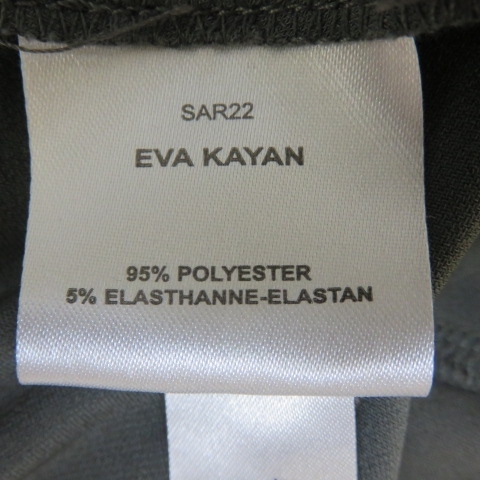 SAR22
EVA KAYAN
95% POLYESTER
5% ELASTHANNE-ELASTAN